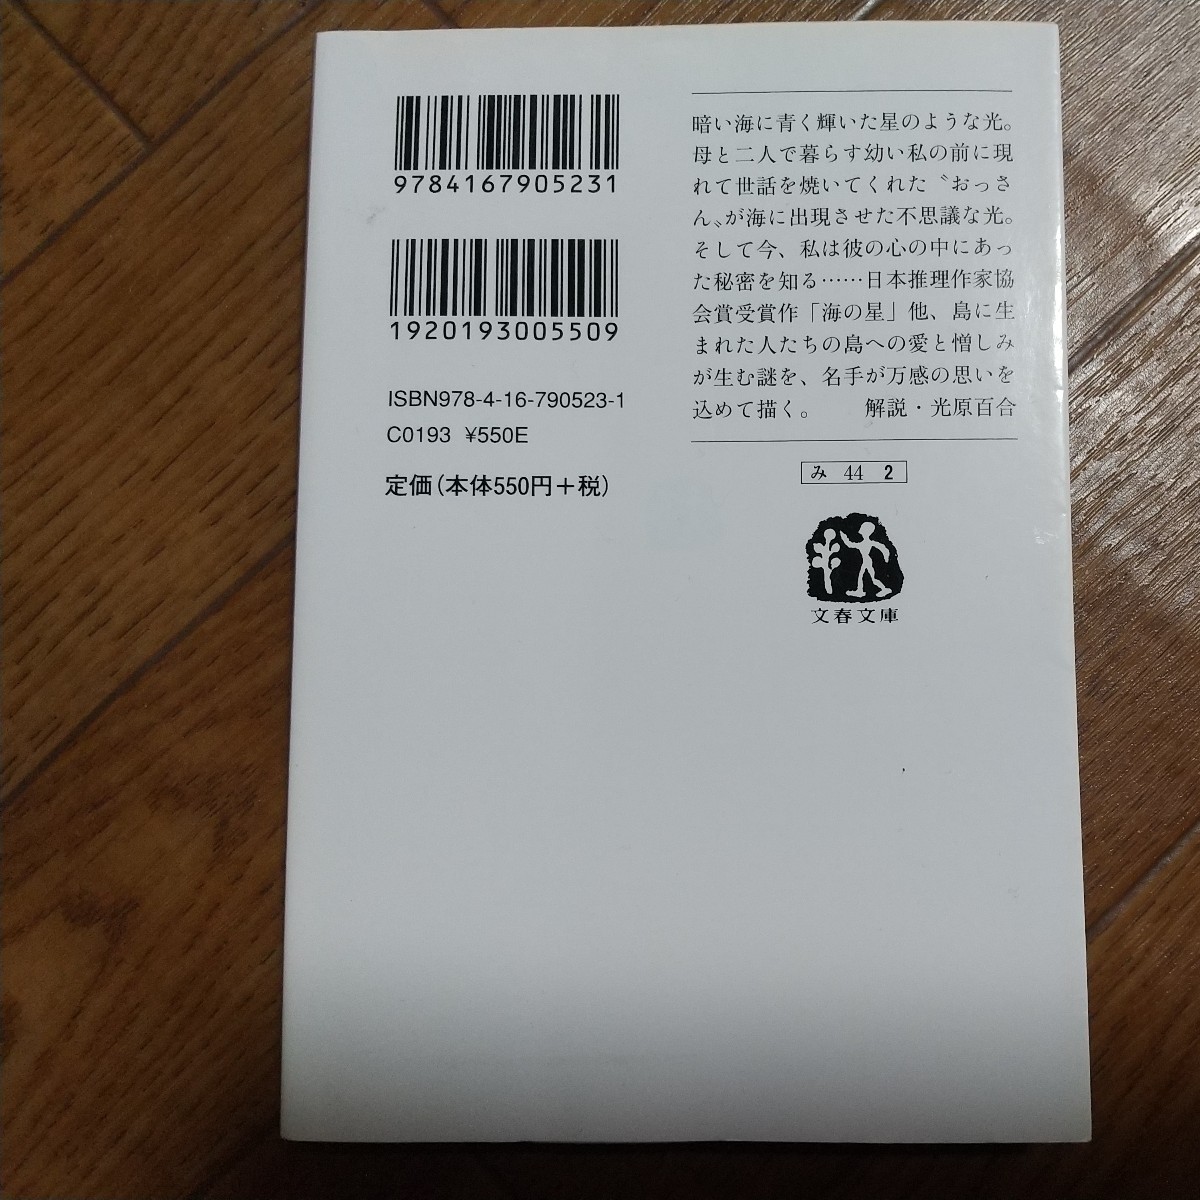 9784167905231
1920193005509
ISBN978-4-16-790523-1
C0193 ¥550E
定価(本体550円+税)
暗い海に青く輝いた星のような光。
母と二人で暮らす幼い私の前に現
れて世話を焼いてくれた〝おっさ
ん〟が海に出現させた不思議な光。
そして今、私は彼の心の中にあっ
た秘密を知る……日本推理作家協
会賞受賞作「海の星」他、島に生
まれた人たちの島への愛と憎しみ
が生む謎を、名手が万感の思いを
込めて描く。 解説・光原百合
み 44 2
文春文庫